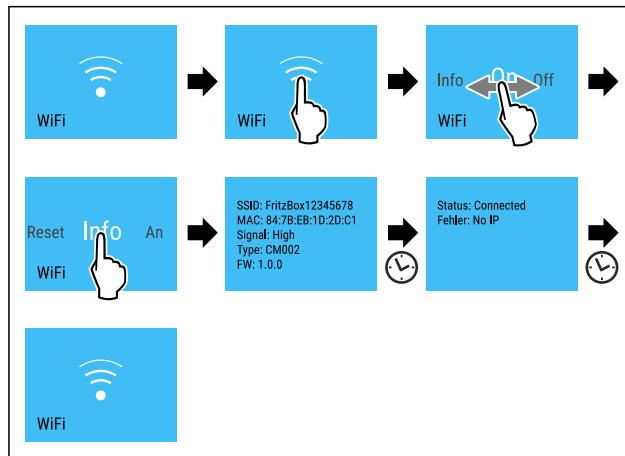 WiFi
WiFi
Info On Off
WiFi
Reset Info An
WiFi
SSID: FritzBox12345678
MAC: 84:7B:EB:1D:2D:C1
Signal: High
Type: CM002
FW: 1.0.0
Status: Connected
Fehler: No IP
WiFi